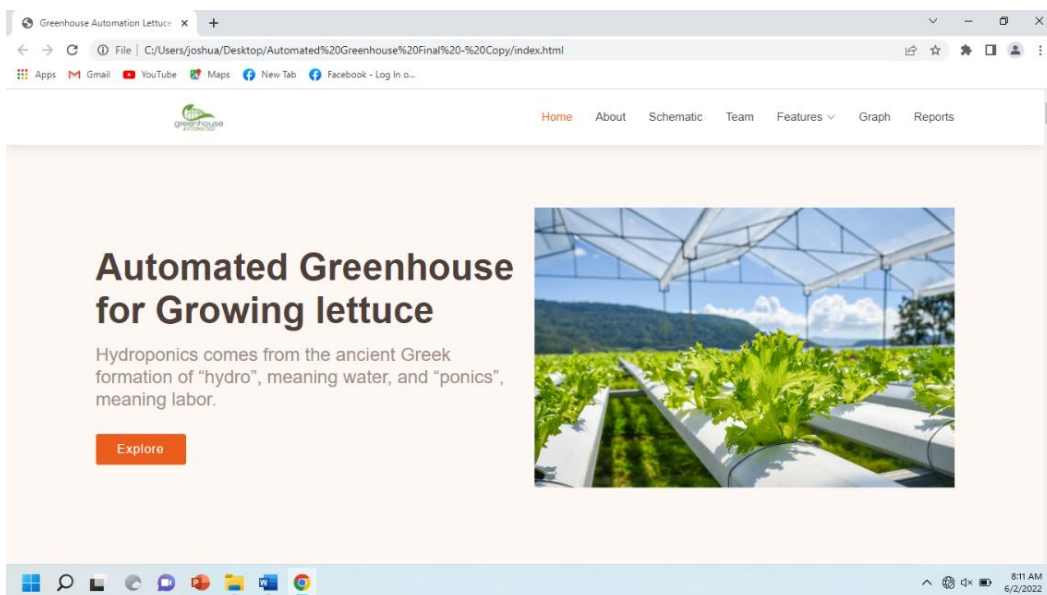 Greenhouse Automation Lettuce
File | C:/Users/joshua/Desktop/Automated%20Greenhouse%20Final%20-%20Copy/index.html
Apps Gmail YouTube Maps New Tab Facebook - Log In o...
greenhouse
AUTOMATED
Home About Schematic Team Features Graph Reports
Automated Greenhouse
for Growing lettuce
Hydroponics comes from the ancient Greek
formation of “hydro”, meaning water, and “ponics”,
meaning labor.
Explore
8:11 AM
6/2/2022